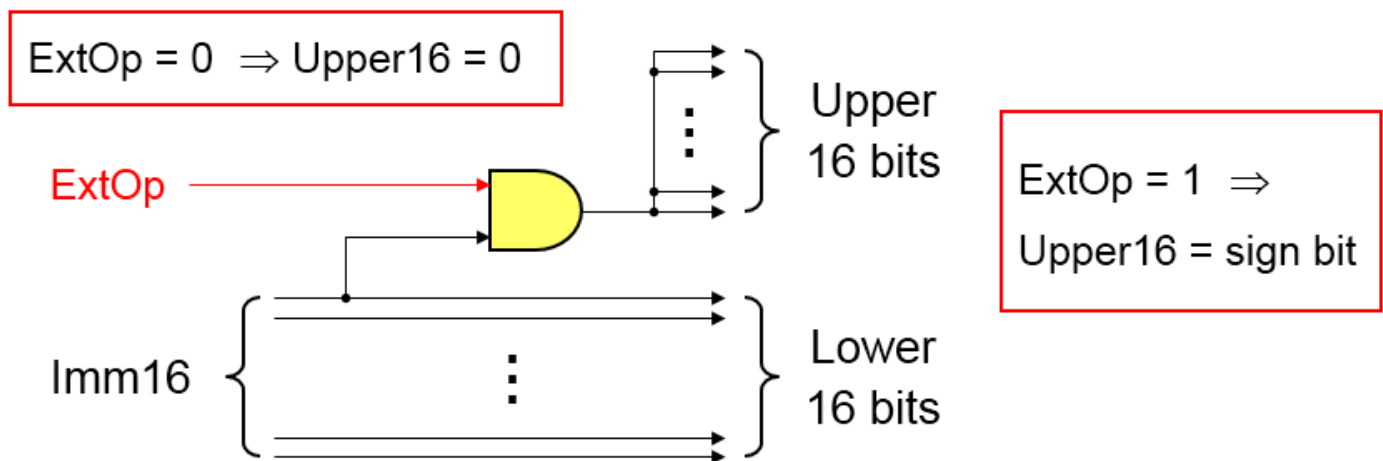 ExtOp = 0 ⇒ Upper16 = 0
Upper
16 bits
ExtOp = 1 ⇒
Upper16 = sign bit
ExtOp
Imm16
Lower
16 bits